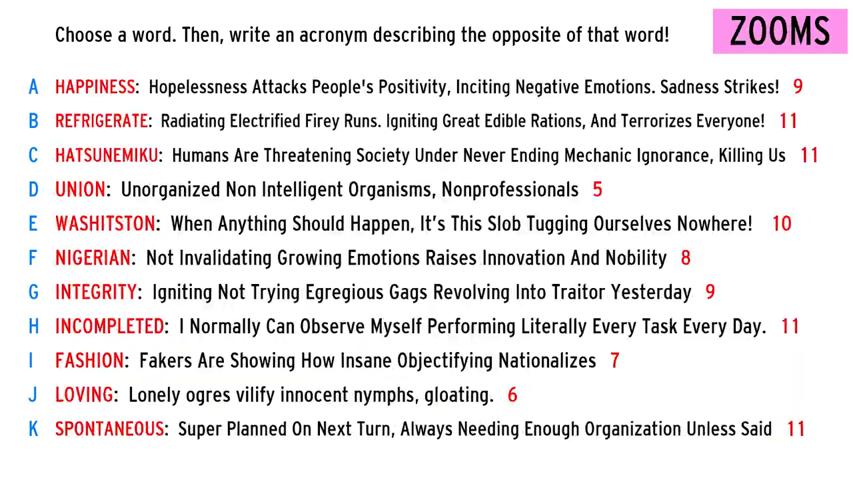 Choose a word. Then, write an acronym describing the opposite of that word!
ZOOMS
A HAPPINESS: Hopelessness Attacks People's Positivity, Inciting Negative Emotions. Sadness Strikes! 9
B REFRIGERATE: Radiating Electrified Firey Runs. Igniting Great Edible Rations, And Terrorizes Everyone! 11
C HATSUNEMIKU: Humans Are Threatening Society Under Never Ending Mechanic Ignorance, Killing Us 11
D UNION: Unorganized Non Intelligent Organisms, Nonprofessionals 5
E WASHITSTON: When Anything Should Happen, It's This Slob Tugging Ourselves Nowhere! 10
F NIGERIAN: Not Invalidating Growing Emotions Raises Innovation And Nobility 8
G INTEGRITY: Igniting Not Trying Egregious Gags Revolving Into Traitor Yesterday 9
H INCOMPLETED: I Normally Can Observe Myself Performing Literally Every Task Every Day. 11
I FASHION: Fakers Are Showing How Insane Objectifying Nationalizes 7
J LOVING: Lonely ogres vilify innocent nymphs, gloating. 6
K SPONTANEOUS: Super Planned On Next Turn, Always Needing Enough Organization Unless Said 11